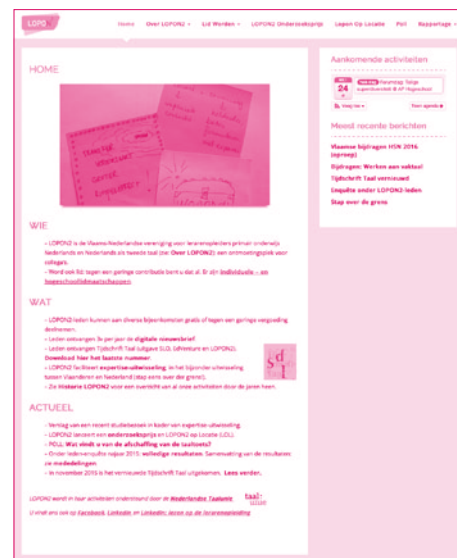 LOPON²
Home
Over LOPON2
Lid Worden
LOPON2 Onderzoeksprijs
Lopon Op Locatie
Poll
Rapportage
HOME
WIE
- LOPON2 is de Vlaams-Nederlandse vereniging voor lerarenopleiders primair onderwijs
Nederlands en Nederlands als tweede taal (zie Over LOPON2): een ontmoetingsplek voor
collega's.
- Word ook lid: tegen een geringe contributie bent u dat al. Er zijn individuele – en
hogeschoollidmaatschappen.
WAT
- LOPON2-leden kunnen aan diverse bijeenkomsten gratis of tegen een geringe vergoeding
deelnemen.
- Leden ontvangen 3x per jaar de digitale nieuwsbrief.
- Leden ontvangen Tijdschrift Taal (uitgave SLO, EdVenture en LOPON2).
Download hier het laatste nummer.
- LOPON2 faciliteert expertise-uitwisseling, in het bijzonder uitwisseling
tussen Vlaanderen en Nederland (stap eens over die grens!).
- Zie Historie LOPON2 voor een overzicht van al onze activiteiten door de jaren heen.
ACTUEEL
- Verslag van een recent studiebezoek in kader van expertise-uitwisseling.
- LOPON2 lanceert een onderzoeksprijs en LOPON2 op Locatie (LOL).
- POLL: Wat vindt u van de afschaffing van de taaltoets?
- Onder leden-enquête najaar 2015: volledige resultaten. Samenvatting van de resultaten
zie mededelingen
- In november 2015 is het vernieuwde Tijdschrift Taal uitgekomen. Lees verder.
LOPON2 wordt in haar activiteiten ondersteund door de Nederlandse Taalunie
taal:
unie
U vindt ons ook op Facebook, LinkedIn, en LinkedIn: lezen op de lerarenopleiding
Aankomende activiteiten
24
@ AP Hogeschool
Voeg toe
Toon agenda
Meest recente berichten
Vlaamse bijdragen HSN 2016
(oproep)
Bijdragen: Werken aan vaktaal
Tijdschrift Taal vernieuwd
Enquête onder LOPON2-leden
Stap over de grens